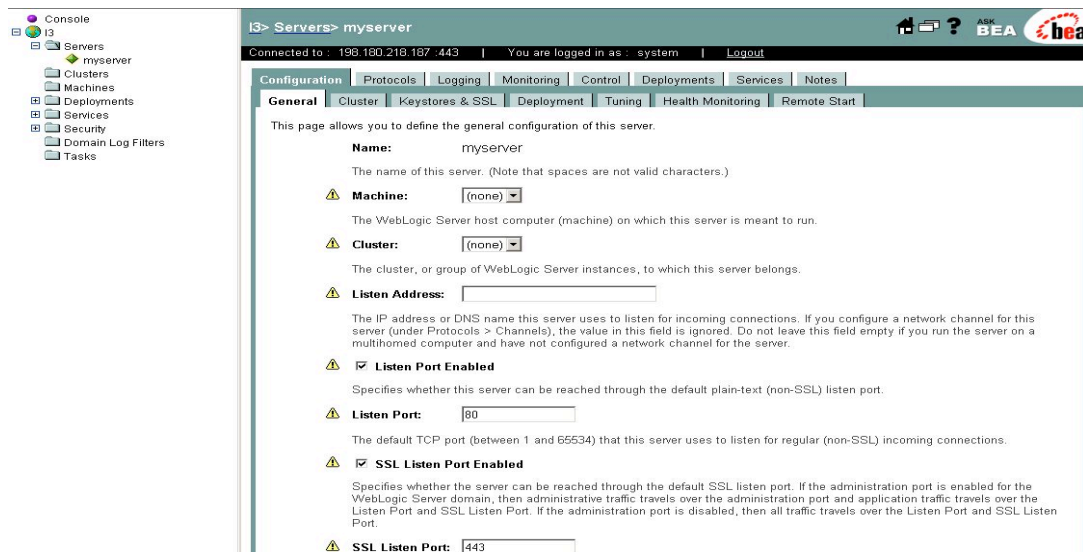 Console
I3
Servers
myserver
Clusters
Machines
Deployments
Services
Security
Domain Log Filters
Tasks
I3> Servers> myserver
ASK BEA
bea
Connected to : 198.180.218.187 :443 | You are logged in as : system | Logout
Configuration Protocols Logging Monitoring Control Deployments Services Notes
General Cluster Keystores & SSL Deployment Tuning Health Monitoring Remote Start
This page allows you to define the general configuration of this server.
Name: myserver
The name of this server. (Note that spaces are not valid characters.)
Machine: (none)
The WebLogic Server host computer (machine) on which this server is meant to run.
Cluster: (none)
The cluster, or group of WebLogic Server instances, to which this server belongs.
Listen Address:
The IP address or DNS name this server uses to listen for incoming connections. If you configure a network channel for this
server (under Protocols > Channels), the value in this field is ignored. Do not leave this field empty if you run the server on a
multihomed computer and have not configured a network channel for the server.
Listen Port Enabled
Specifies whether this server can be reached through the default plain-text (non-SSL) listen port.
Listen Port: 80
The default TCP port (between 1 and 65534) that this server uses to listen for regular (non-SSL) incoming connections.
SSL Listen Port Enabled
Specifies whether the server can be reached through the default SSL listen port. If the administration port is enabled for the
WebLogic Server domain, then administrative traffic travels over the administration port and application traffic travels over the
Listen Port and SSL Listen Port. If the administration port is disabled, then all traffic travels over the Listen Port and SSL Listen
Port.
SSL Listen Port: 443